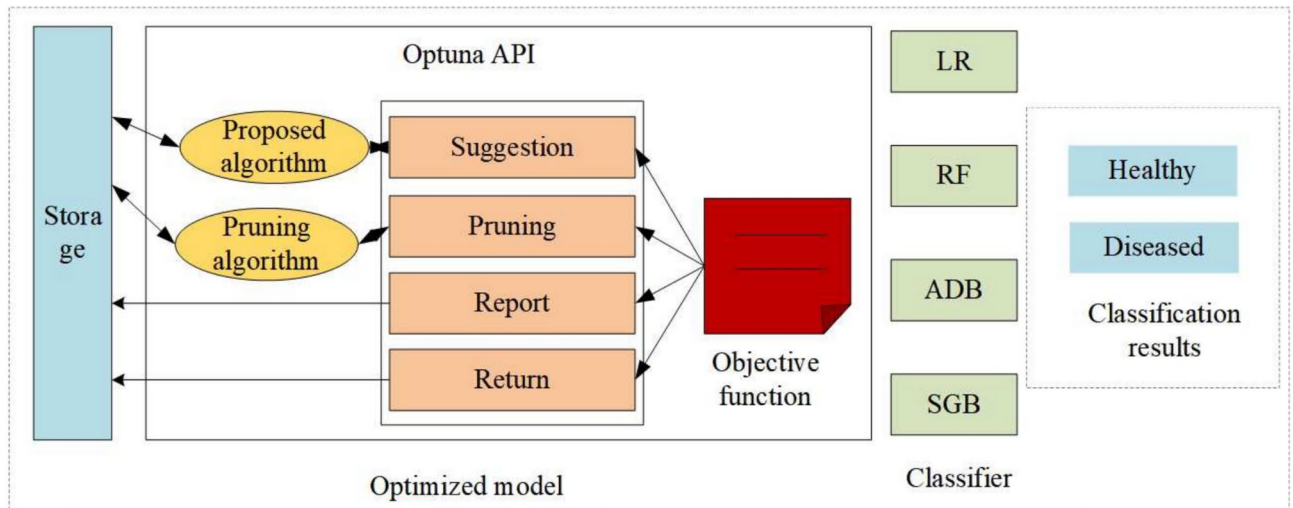 Optuna API
Stora
ge
Proposed
algorithm
Pruning
algorithm
Suggestion
Pruning
Report
Return
Objective
function
Optimized model
LR
RF
ADB
SGB
Classifier
Healthy
Diseased
Classification
results